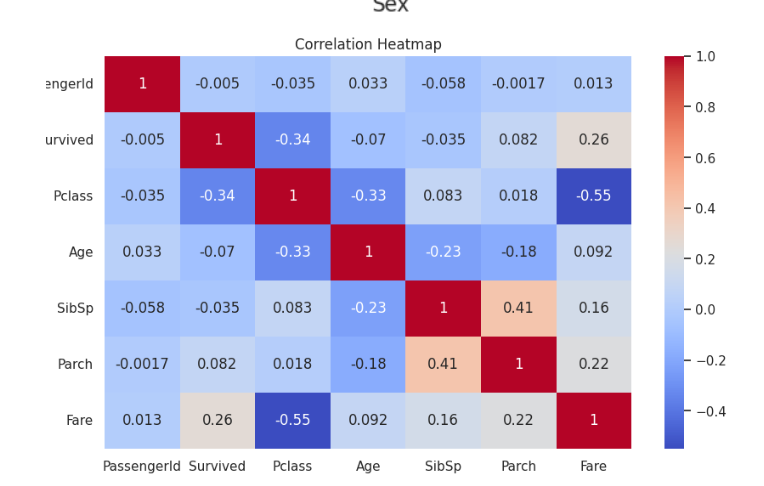 Sex
Correlation Heatmap
engerId 1 -0.005 -0.035 0.033 -0.058 -0.0017 0.013
urvived -0.005 1 -0.34 -0.07 -0.035 0.082 0.26
Pclass -0.035 -0.34 1 -0.33 0.083 0.018 -0.55
Age 0.033 -0.07 -0.33 1 -0.23 -0.18 0.092
SibSp -0.058 -0.035 0.083 -0.23 1 0.41 0.16
Parch -0.0017 0.082 0.018 -0.18 0.41 1 0.22
Fare 0.013 0.26 -0.55 0.092 0.16 0.22 1
PassengerId Survived Pclass Age SibSp Parch Fare
1.0
0.8
0.6
0.4
0.2
0.0
−0.2
−0.4